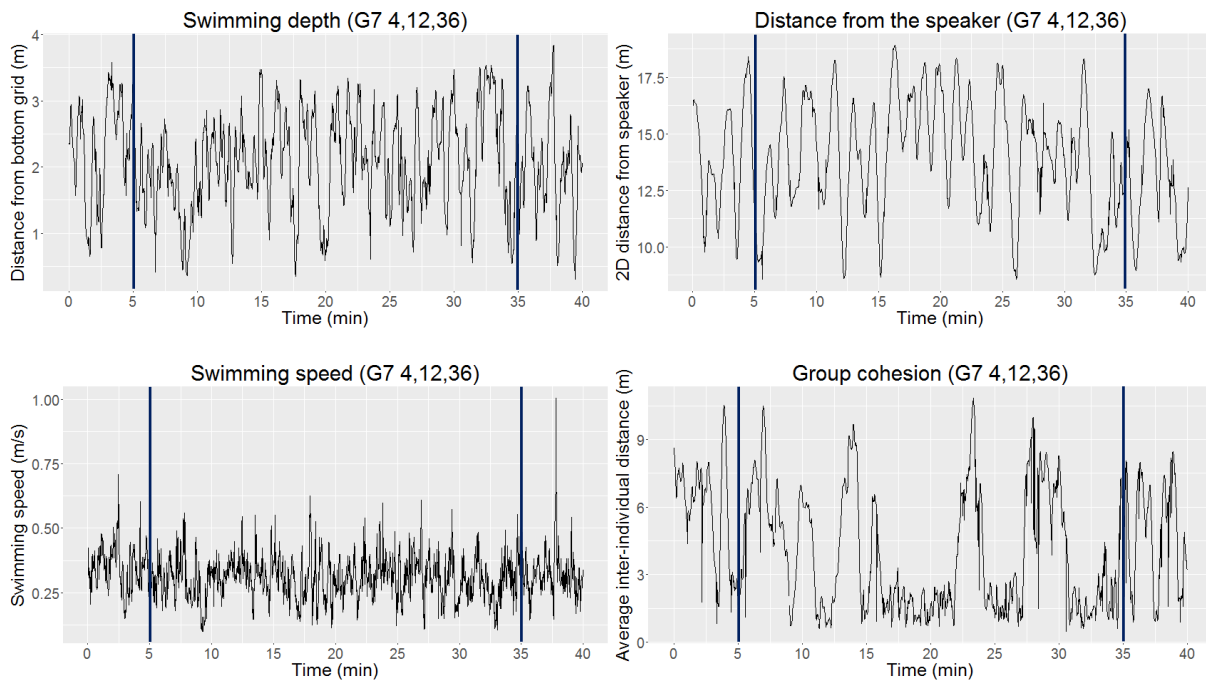 Swimming depth (G7 4,12,36)
Distance from bottom grid (m)
4
3
2
1
0 5 10 15 20 25 30 35 40
Time (min)
Distance from the speaker (G7 4,12,36)
2D distance from speaker (m)
17.5
15.0
12.5
10.0
0 5 10 15 20 25 30 35 40
Time (min)
Swimming speed (G7 4,12,36)
Swimming speed (m/s)
1.00
0.75
0.50
0.25
0 5 10 15 20 25 30 35 40
Time (min)
Group cohesion (G7 4,12,36)
Average inter-individual distance (m)
9
6
3
0
0 5 10 15 20 25 30 35 40
Time (min)